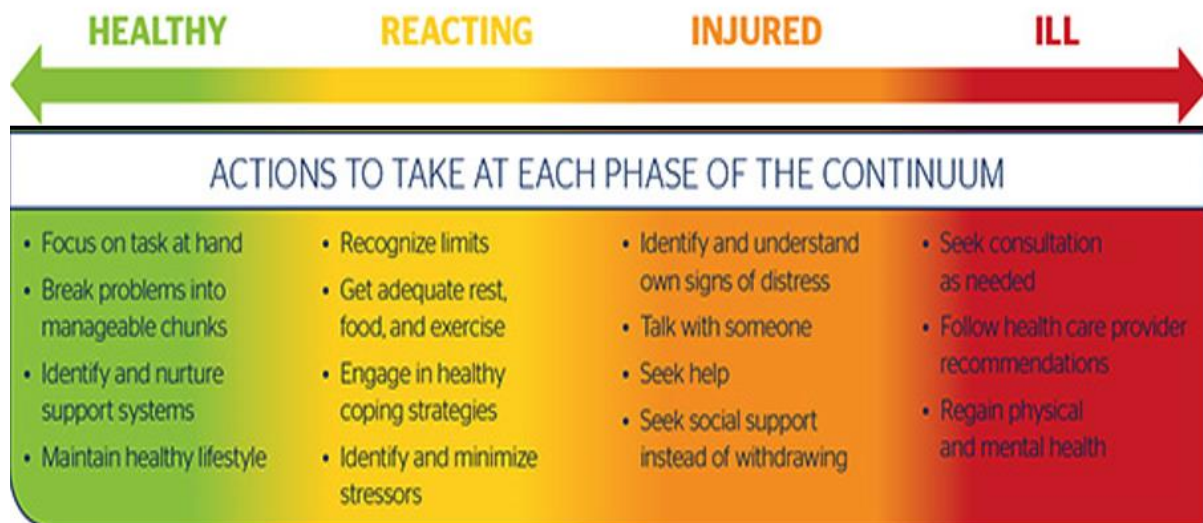 HEALTHY REACTING INJURED ILL
ACTIONS TO TAKE AT EACH PHASE OF THE CONTINUUM
• Focus on task at hand
• Break problems into
manageable chunks
• Identify and nurture
support systems
• Maintain healthy lifestyle
• Recognize limits
• Get adequate rest,
food, and exercise
• Engage in healthy
coping strategies
• Identify and minimize
stressors
• Identify and understand
own signs of distress
• Talk with someone
• Seek help
• Seek social support
instead of withdrawing
• Seek consultation
as needed
• Follow health care provider
recommendations
• Regain physical
and mental health